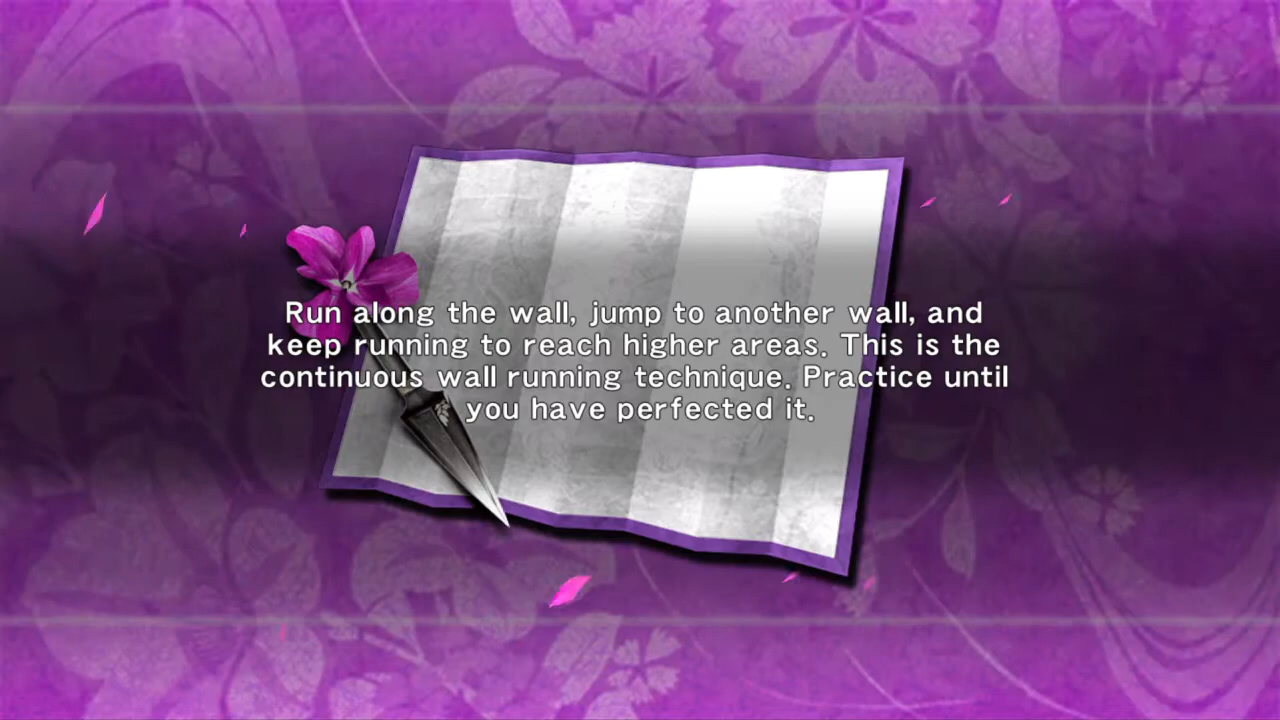 Run along the wall, jump to another wall, and
keep running to reach higher areas. This is the
continuous wall running technique. Practice until
you have perfected it.